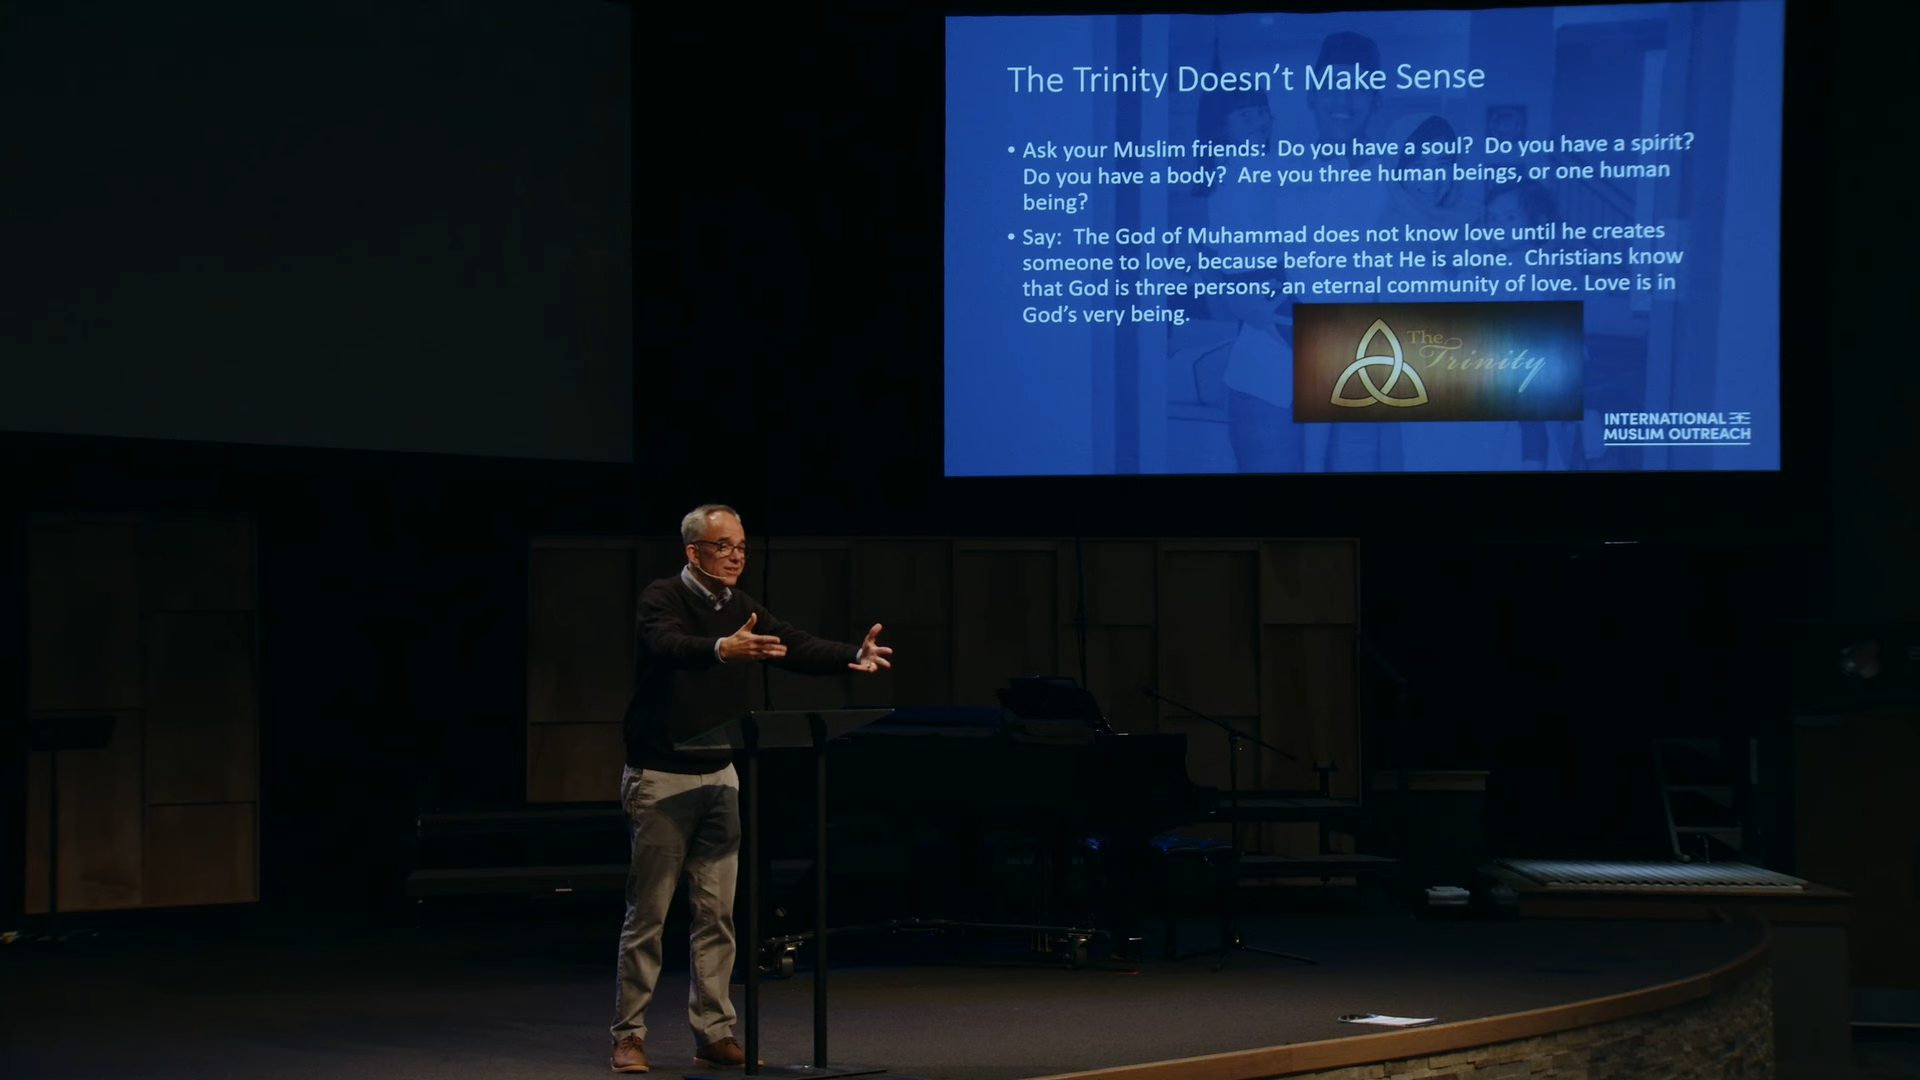 The Trinity Doesn't Make Sense
• Ask your Muslim friends:  Do you have a soul?  Do you have a spirit?
Do you have a body?  Are you three human beings, or one human
being?
• Say:  The God of Muhammad does not know love until he creates
someone to love, because before that He is alone.  Christians know
that God is three persons, an eternal community of love. Love is in
God's very being.
The
Trinity
INTERNATIONAL
MUSLIM OUTREACH